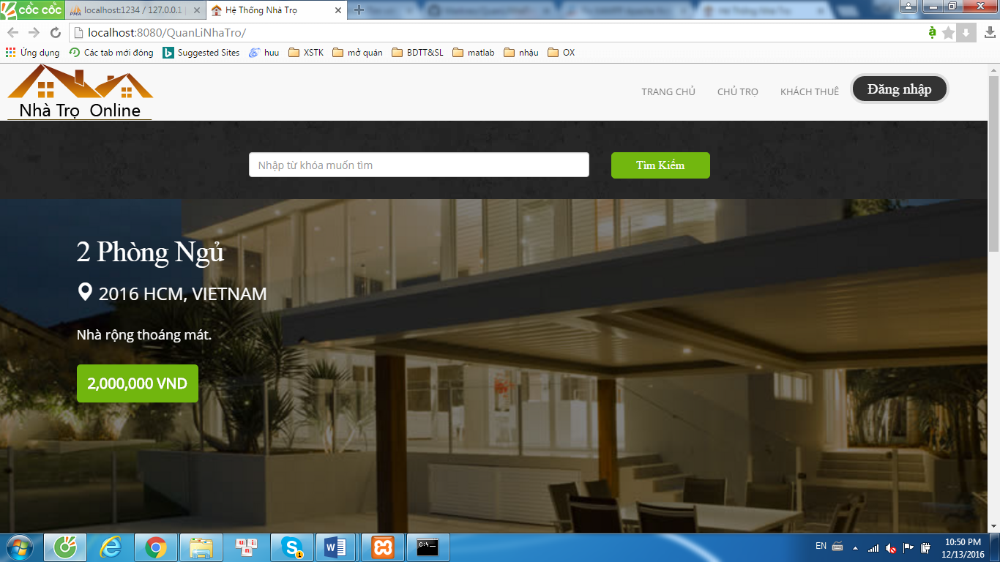 CỐC CỐC
localhost:1234 / 127.0.0.1 |
Hệ Thống Nhà Trọ
localhost:8080/QuanLiNhaTro/
Ứng dụng
Các tab mới đóng
Suggested Sites
huu
XSTK
mở quán
BDTT&SL
matlab
nhậu
OX
Nhà Trọ Online
TRANG CHỦ
CHỦ TRỌ
KHÁCH THUÊ
Đăng nhập
Nhập từ khóa muốn tìm
Tìm Kiếm
2 Phòng Ngủ
2016 HCM, VIETNAM
Nhà rộng thoáng mát.
2,000,000 VND
EN
10:50 PM
12/13/2016